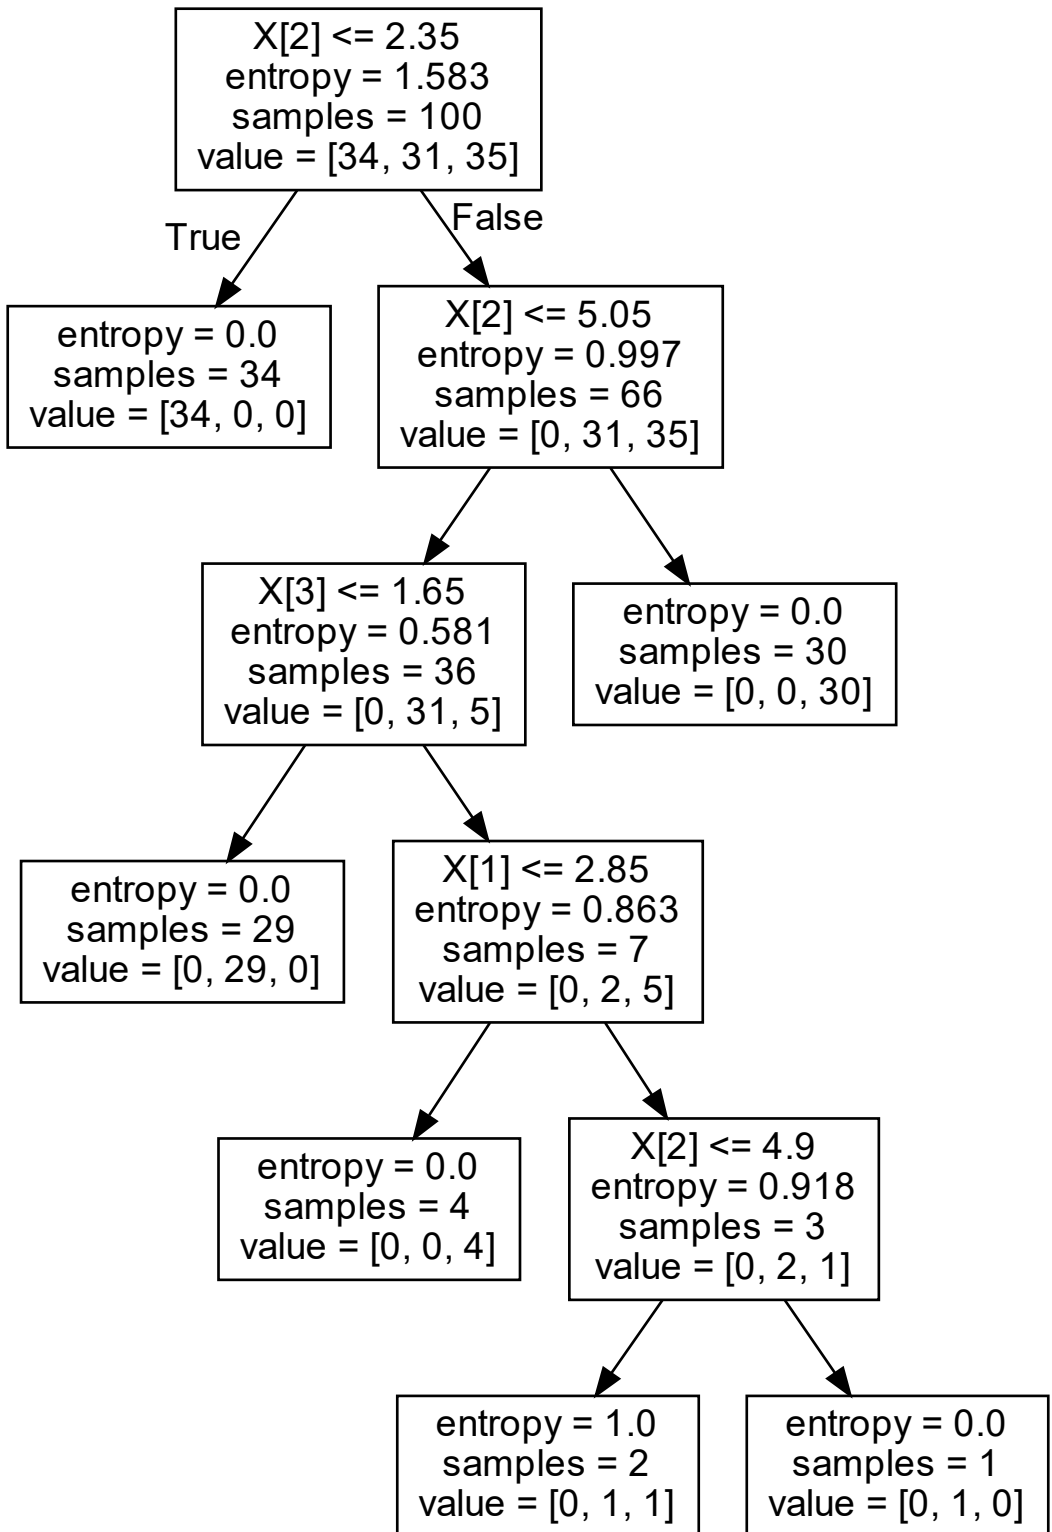 X[2] <= 2.35
entropy = 1.583
samples = 100
value = [34, 31, 35]
True
False
entropy = 0.0
samples = 34
value = [34, 0, 0]
X[2] <= 5.05
entropy = 0.997
samples = 66
value = [0, 31, 35]
X[3] <= 1.65
entropy = 0.581
samples = 36
value = [0, 31, 5]
entropy = 0.0
samples = 30
value = [0, 0, 30]
entropy = 0.0
samples = 29
value = [0, 29, 0]
X[1] <= 2.85
entropy = 0.863
samples = 7
value = [0, 2, 5]
entropy = 0.0
samples = 4
value = [0, 0, 4]
X[2] <= 4.9
entropy = 0.918
samples = 3
value = [0, 2, 1]
entropy = 1.0
samples = 2
value = [0, 1, 1]
entropy = 0.0
samples = 1
value = [0, 1, 0]